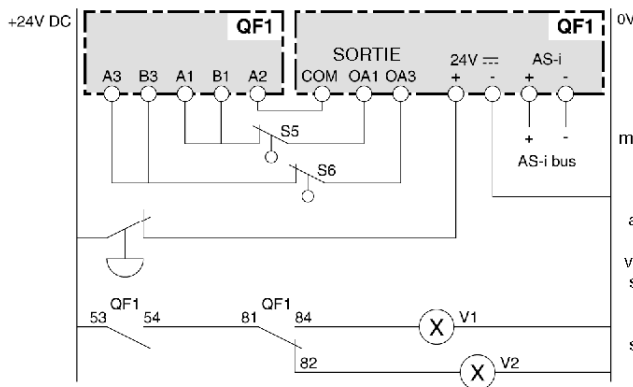 +24V DC QF1 QF1 0V
SORTIE 24V AS-i
A3 B3 A1 B1 A2 COM OA1 OA3 + - + -
+ -
S5
AS-i bus
S6
QF1 QF1
53 54 81 84 X V1
82 X V2